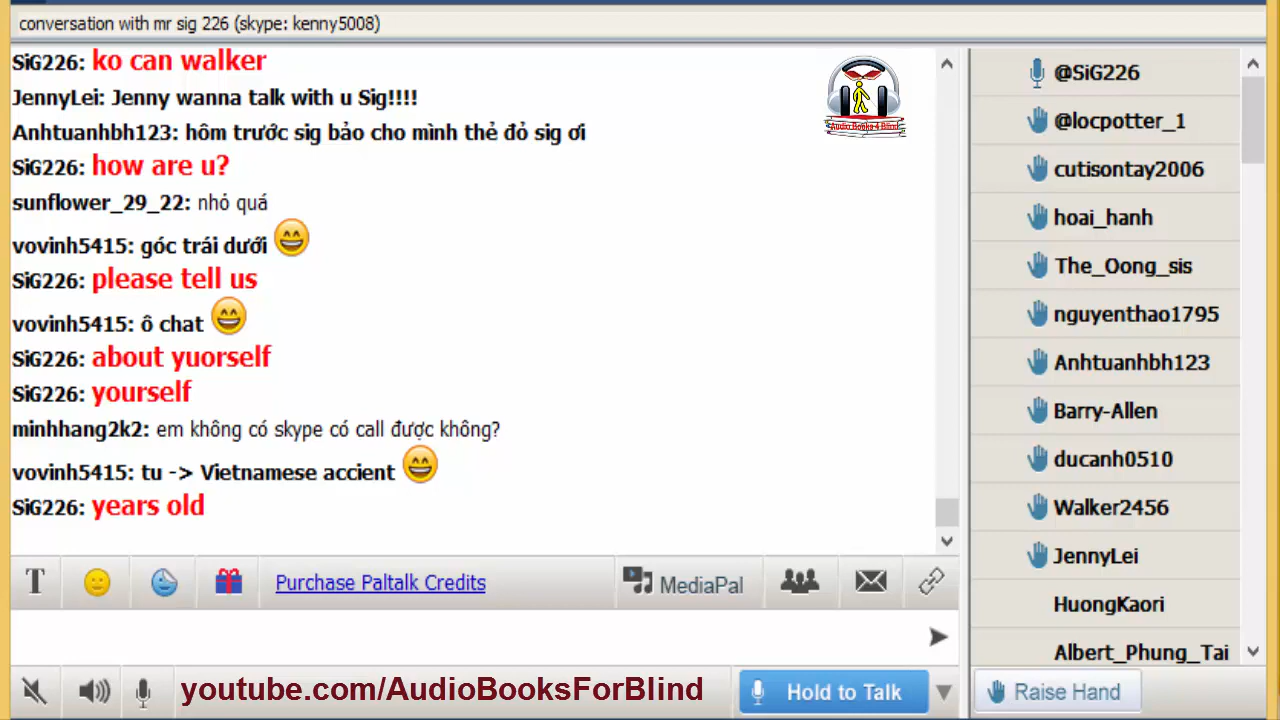 conversation with mr sig 226 (skype: kenny5008)
SiG226: ko can walker
JennyLei: Jenny wanna talk with u Sig!!!!
Anhtuanhbh123: hôm trước sig bảo cho mình thẻ đỏ sig ơi
SiG226: how are u?
sunflower_29_22: nhỏ quá
vovinh5415: góc trái dưới
SiG226: please tell us
vovinh5415: ô chat
SiG226: about yuorself
SiG226: yourself
minhhang2k2: em không có skype có call được không?
vovinh5415: tu -> Vietnamese accient
SiG226: years old
Audio Books 4 Blind
@SiG226
@locpotter_1
cutisontay2006
hoai_hanh
The_Oong_sis
nguyenthao1795
Anhtuanhbh123
Barry-Allen
ducanh0510
Walker2456
JennyLei
HuongKaori
Albert_Phung_Tai
T
Purchase Paltalk Credits
MediaPal
youtube.com/AudioBooksForBlind
Hold to Talk
Raise Hand